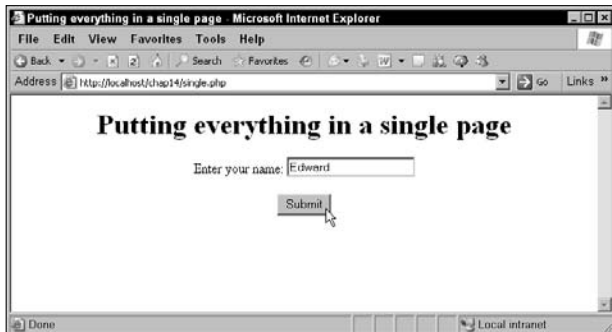 Putting everything in a single page - Microsoft Internet Explorer
File Edit View Favorites Tools Help
Back Search Favorites
Address http://localhost/chap14/single.php Go Links »
Putting everything in a single page
Enter your name: Edward
Submit
Done Local intranet